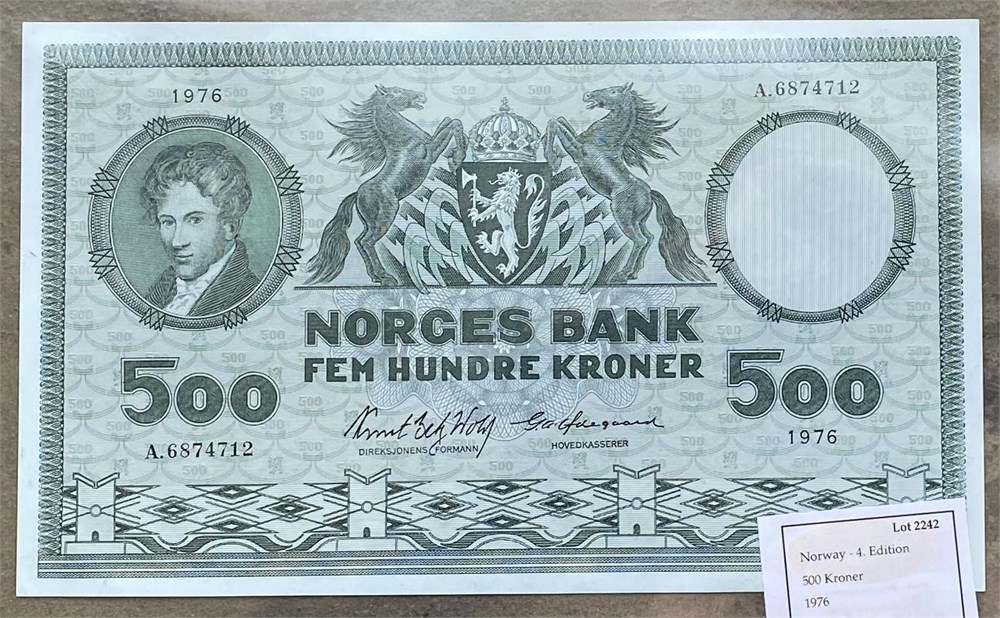 1976
A.6874712
NORGES BANK
FEM HUNDRE KRONER
500
500
A.6874712
DIREKSJONENS FORMANN
HOVEDKASSERER
1976
Lot 2242
Norway - 4. Edition
500 Kroner
1976